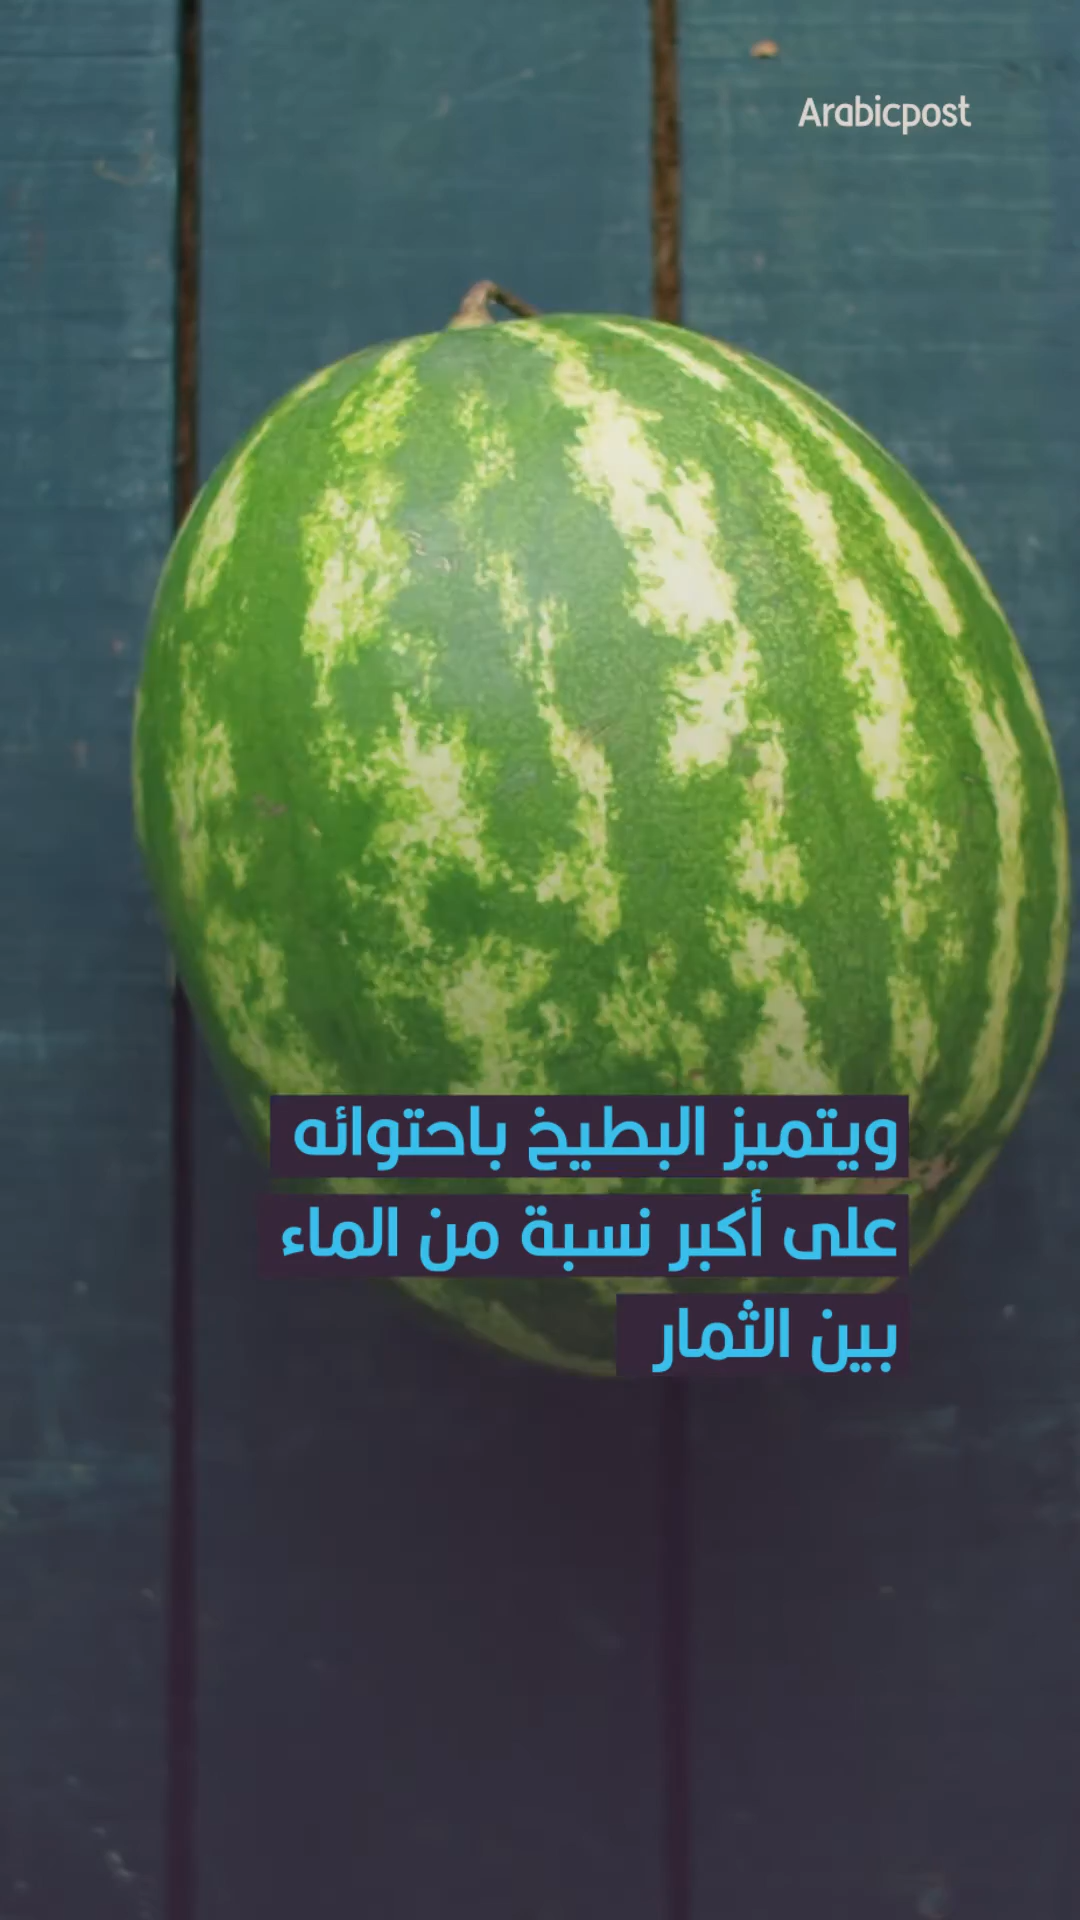 Arabicpost
ويتميز البطيخ باحتوائه
على أكبر نسبة من الماء
بين الثمار